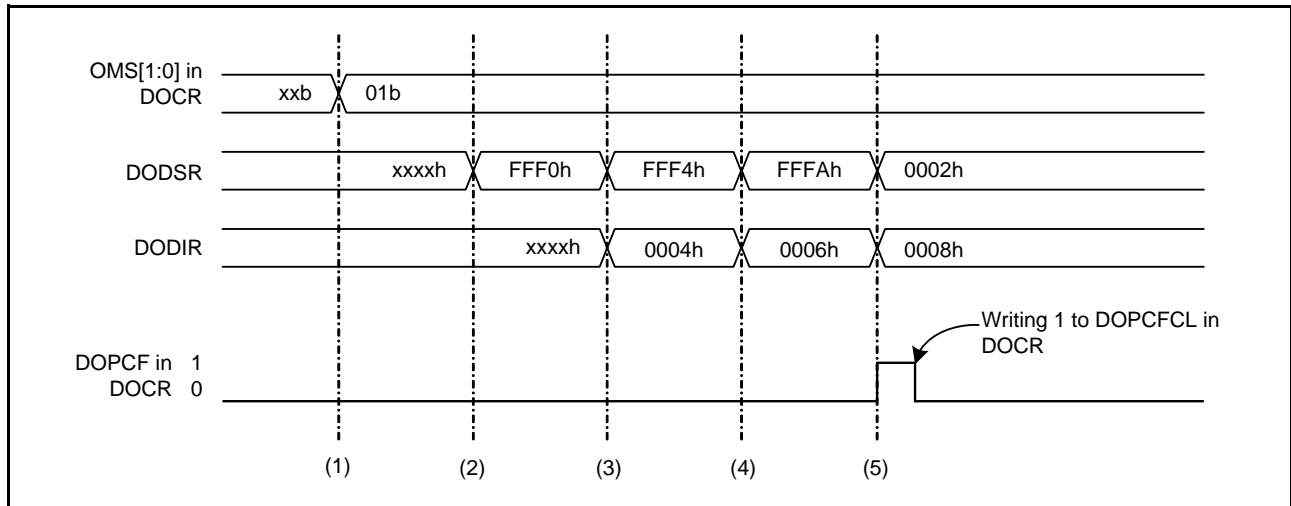 OMS[1:0] in
DOCR
xxb
01b
DODSR
xxxxh
FFF0h
FFF4h
FFFAh
0002h
DODIR
xxxxh
0004h
0006h
0008h
Writing 1 to DOPCFCL in
DOCR
DOPCF in 1
DOCR 0
(1)
(2)
(3)
(4)
(5)